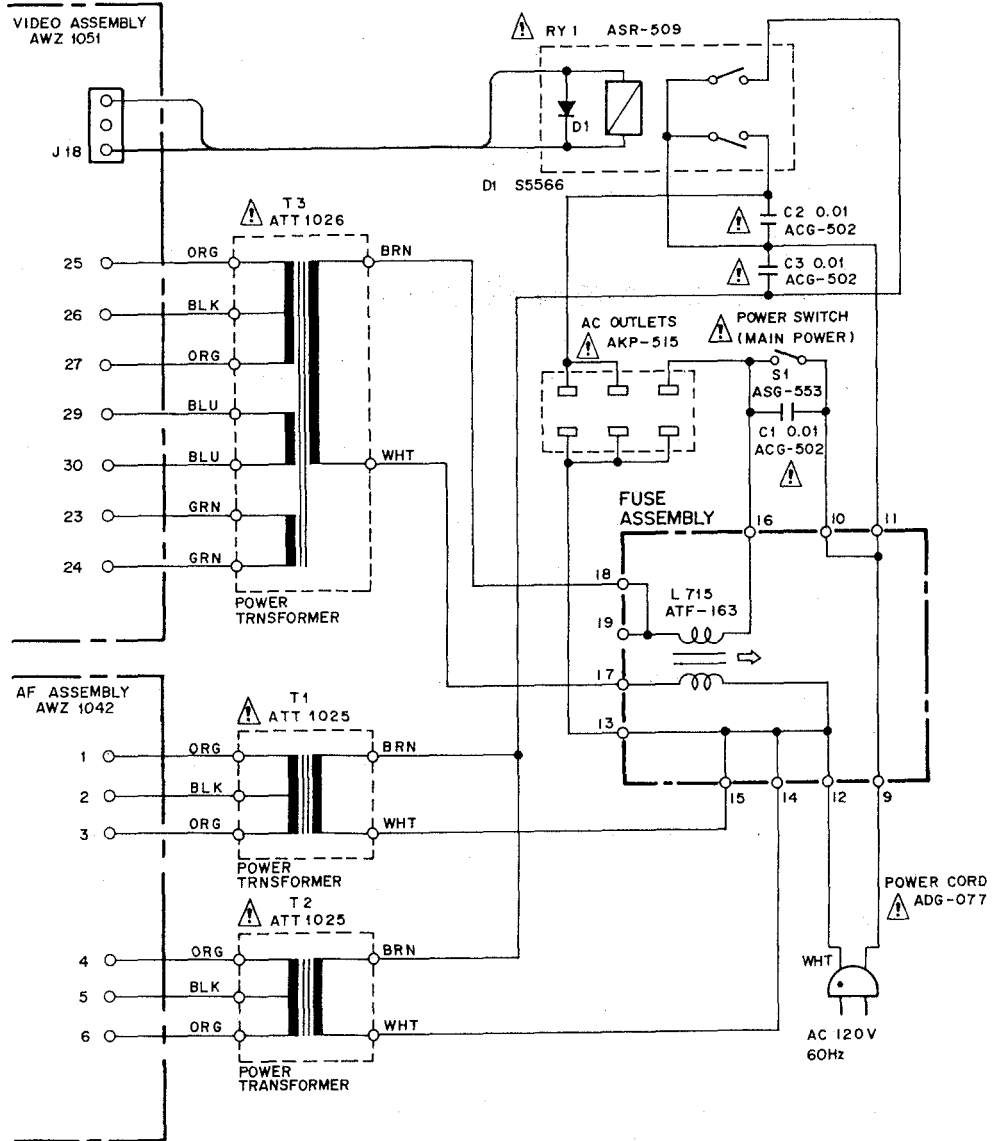 VIDEO ASSEMBLY
AWZ 1051
J18
RY1 ASR-509
D1
D1 S5566
C2 0.01
ACG-502
C3 0.01
ACG-502
T3
ATT 1026
25 ORG BRN
26 BLK
27 ORG
29 BLU
30 BLU WHT
23 GRN
24 GRN
POWER
TRNSFORMER
AC OUTLETS
AKP-515
POWER SWITCH
(MAIN POWER)
S1
ASG-553
C1 0.01
ACG-502
FUSE
ASSEMBLY
16 10 11
18
L 715
ATF-163
19
17
13
15 14 12 9
AF ASSEMBLY
AWZ 1042
T1
ATT 1025
1 ORG BRN
2 BLK
3 ORG WHT
POWER
TRNSFORMER
T2
ATT 1025
4 ORG BRN
5 BLK
6 ORG WHT
POWER
TRANSFORMER
POWER CORD
ADG-077
WHT
AC 120V
60Hz